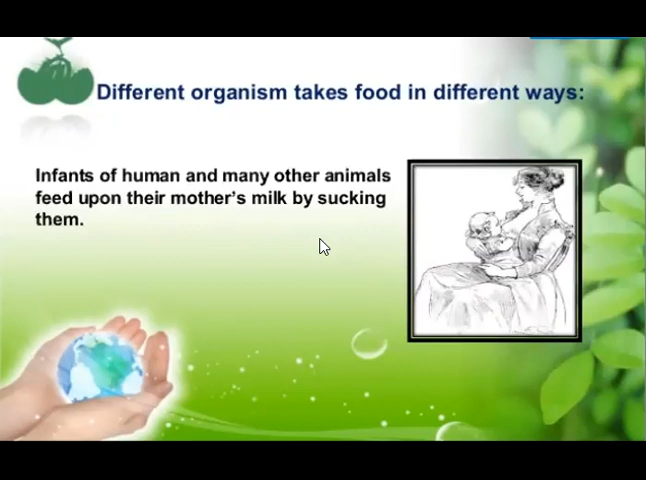 Different organism takes food in different ways:
Infants of human and many other animals
feed upon their mother's milk by sucking
them.